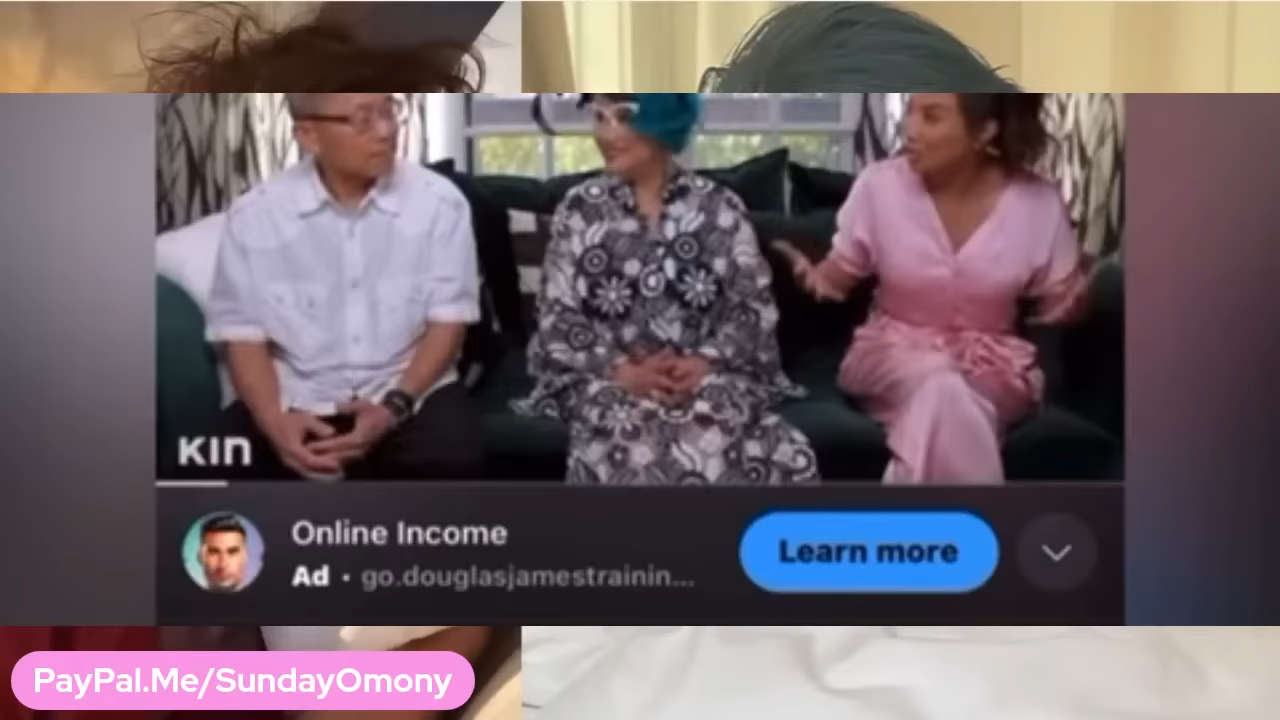 KIN
Online Income
Learn more
Ad • go.douglasjamestrainin...
PayPal.Me/SundayOmony